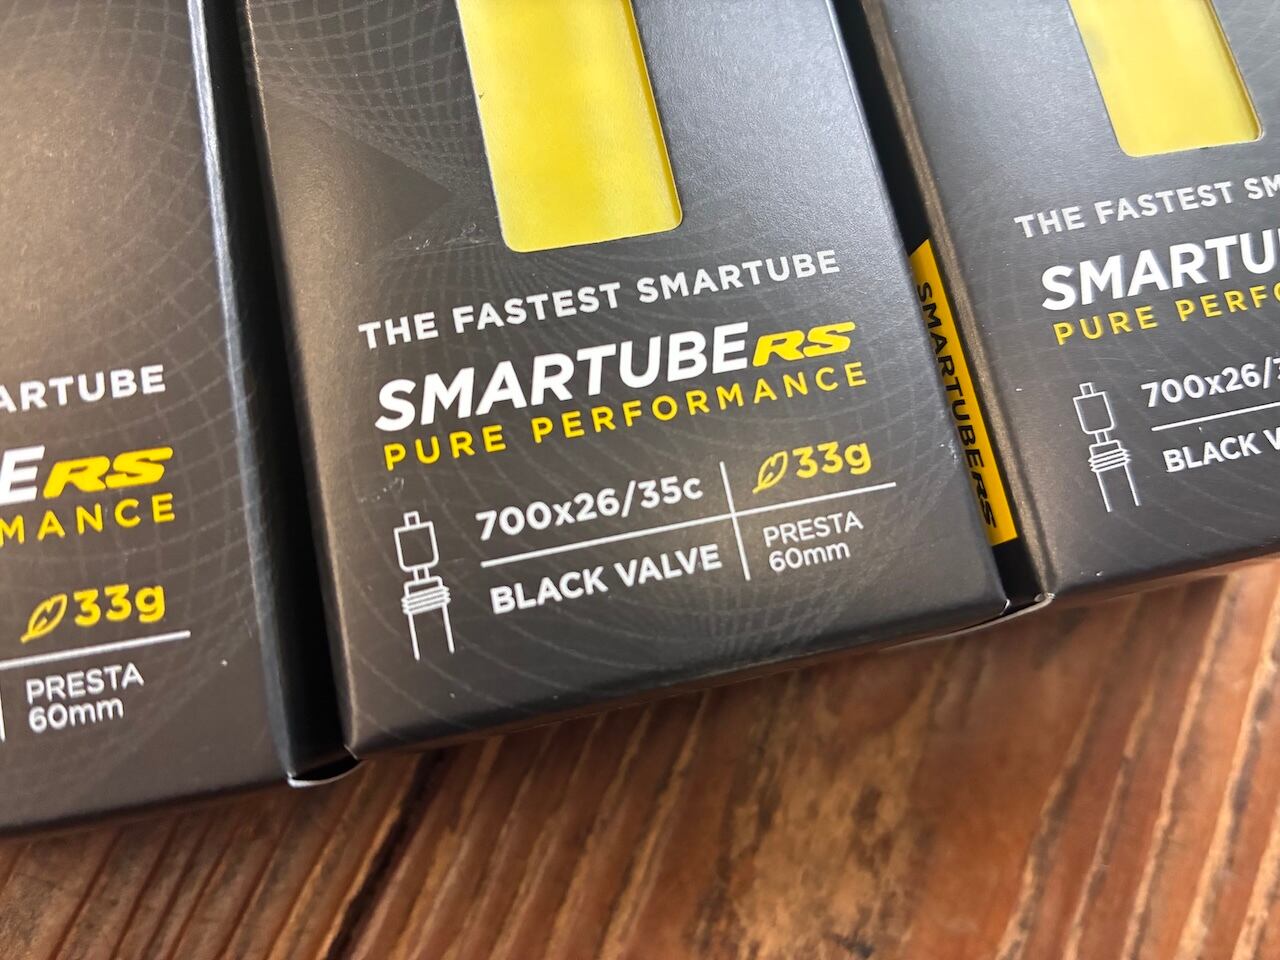 ARTUBE
ERS
MANCE
33g
PRESTA
60mm
THE FASTEST SMARTUBE
SMARTUBERS
PURE PERFORMANCE
700x26/35c
33g
BLACK VALVE
PRESTA
60mm
SMARTUBERS
THE FASTEST SM
SMARTU
PURE PERFO
700x26/3
BLACK V